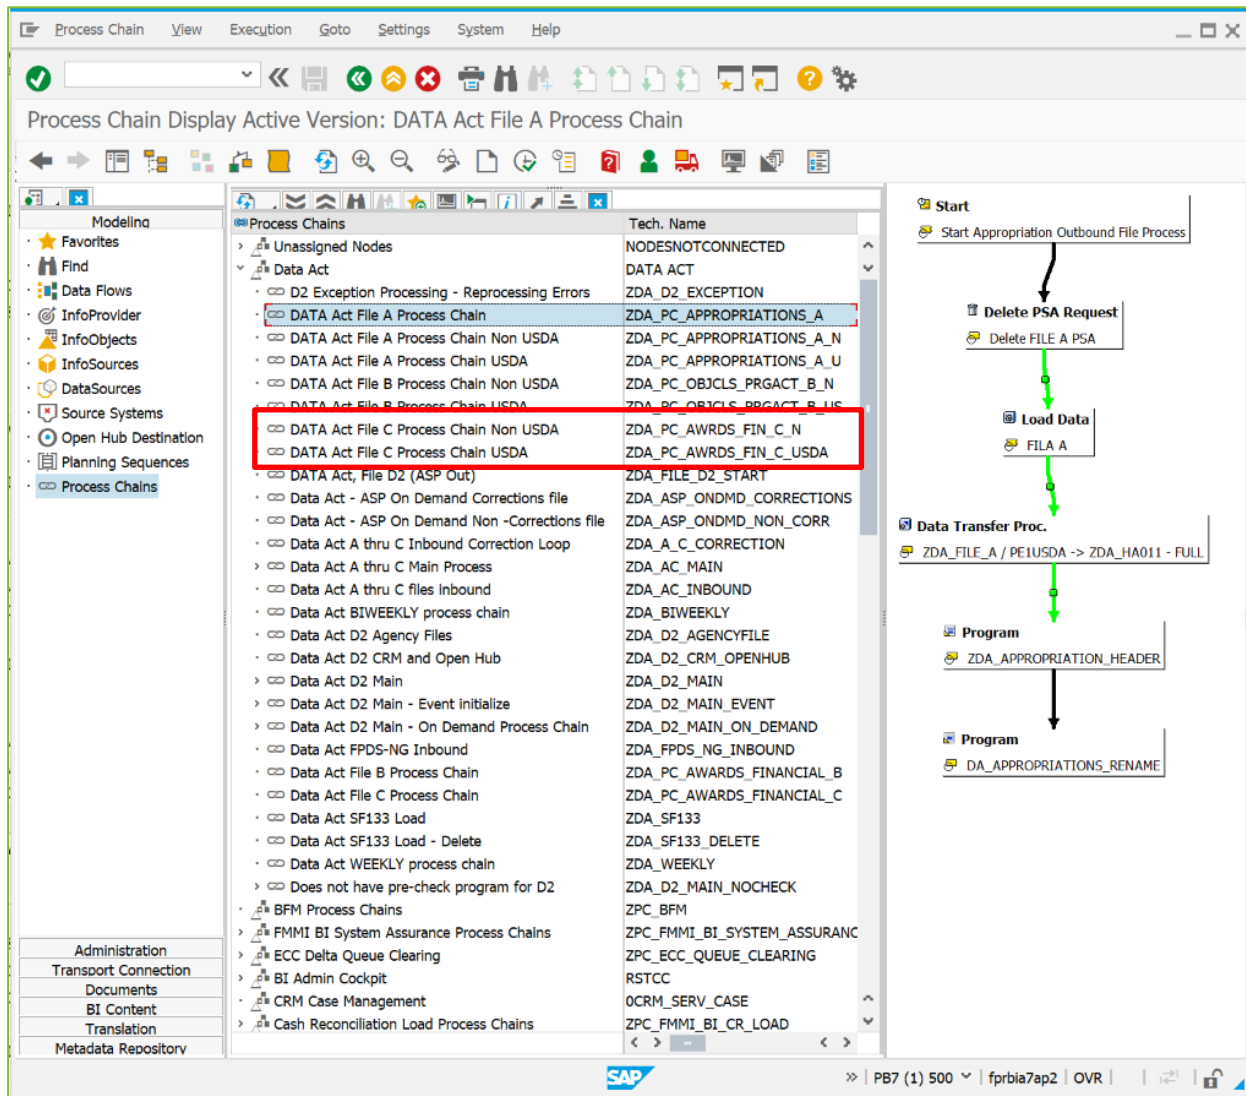 Process Chain View Execution Goto Settings System Help
Process Chain Display Active Version: DATA Act File A Process Chain
Modeling
Favorites
Find
Data Flows
InfoProvider
InfoObjects
InfoSources
DataSources
Source Systems
Open Hub Destination
Planning Sequences
Process Chains
Administration
Transport Connection
Documents
BI Content
Translation
Metadata Repository
Process Chains Tech. Name
Unassigned Nodes NODESNOTCONNECTED
Data Act DATA ACT
D2 Exception Processing - Reprocessing Errors ZDA_D2_EXCEPTION
DATA Act File A Process Chain ZDA_PC_APPROPRIATIONS_A
DATA Act File A Process Chain Non USDA ZDA_PC_APPROPRIATIONS_A_N
DATA Act File A Process Chain USDA ZDA_PC_APPROPRIATIONS_A_U
DATA Act File B Process Chain Non USDA ZDA_PC_OBJCLS_PRGACT_B_N
DATA Act File B Process Chain USDA ZDA_PC_OBJCLS_PRGACT_B_US
DATA Act File C Process Chain Non USDA ZDA_PC_AWRDS_FIN_C_N
DATA Act File C Process Chain USDA ZDA_PC_AWRDS_FIN_C_USDA
DATA Act, File D2 (ASP Out) ZDA_FILE_D2_START
Data Act - ASP On Demand Corrections file ZDA_ASP_ONDMD_CORRECTIONS
Data Act - ASP On Demand Non -Corrections file ZDA_ASP_ONDMD_NON_CORR
Data Act A thru C Inbound Correction Loop ZDA_A_C_CORRECTION
Data Act A thru C Main Process ZDA_AC_MAIN
Data Act A thru C files Inbound ZDA_AC_INBOUND
Data Act BIWEEKLY process chain ZDA_BIWEEKLY
Data Act D2 Agency Files ZDA_D2_AGENCYFILE
Data Act D2 CRM and Open Hub ZDA_D2_CRM_OPENHUB
Data Act D2 Main ZDA_D2_MAIN
Data Act D2 Main - Event initialize ZDA_D2_MAIN_EVENT
Data Act D2 Main - On Demand Process Chain ZDA_D2_MAIN_ON_DEMAND
Data Act FPDS-NG Inbound ZDA_FPDS_NG_INBOUND
Data Act File B Process Chain ZDA_PC_AWARDS_FINANCIAL_B
Data Act File C Process Chain ZDA_PC_AWARDS_FINANCIAL_C
Data Act SF133 Load ZDA_SF133
Data Act SF133 Load - Delete ZDA_SF133_DELETE
Data Act WEEKLY process chain ZDA_WEEKLY
Does not have pre-check program for D2 ZDA_D2_MAIN_NOCHECK
BFM Process Chains ZPC_BFM
FMMI BI System Assurance Process Chains ZPC_FMMI_BI_SYSTEM_ASSURANC
ECC Delta Queue Clearing ZPC_ECC_QUEUE_CLEARING
BI Admin Cockpit RSTCC
CRM Case Management 0CRM_SERV_CASE
Cash Reconciliation Load Process Chains ZPC_FMMI_BI_CR_LOAD
Start
Start Appropriation Outbound File Process
Delete PSA Request
Delete FILE A PSA
Load Data
FILA A
Data Transfer Proc.
ZDA_FILE_A / PE1USDA -> ZDA_HA011 - FULL
Program
ZDA_APPROPRIATION_HEADER
Program
DA_APPROPRIATIONS_RENAME
SAP
PB7 (1) 500 fprbia7ap2 OVR